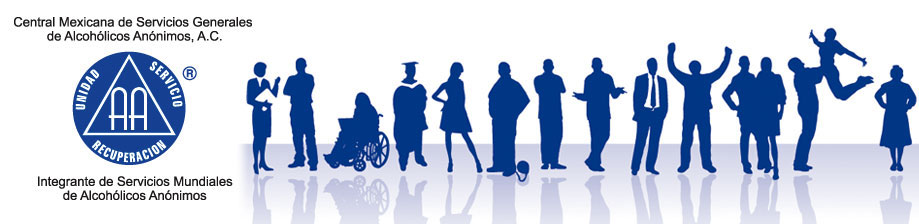 Central Mexicana de Servicios Generales
de Alcohólicos Anónimos, A.C.
UNIDAD
SERVICIO
®
AA
RECUPERACION
Integrante de Servicios Mundiales
de Alcohólicos Anónimos